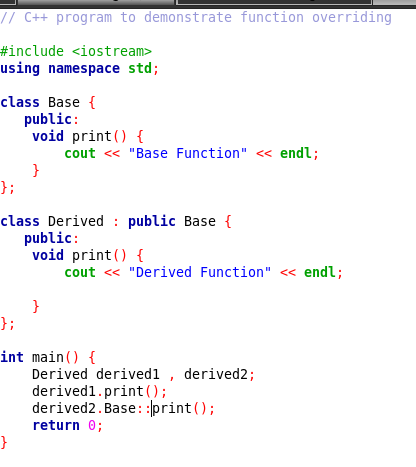 // C++ program to demonstrate function overriding
#include <iostream>
using namespace std;
class Base {
   public:
    void print() {
        cout << "Base Function" << endl;
    }
};
class Derived : public Base {
   public:
    void print() {
        cout << "Derived Function" << endl;
    }
};
int main() {
    Derived derived1 , derived2;
    derived1.print();
    derived2.Base::print();
    return 0;
}